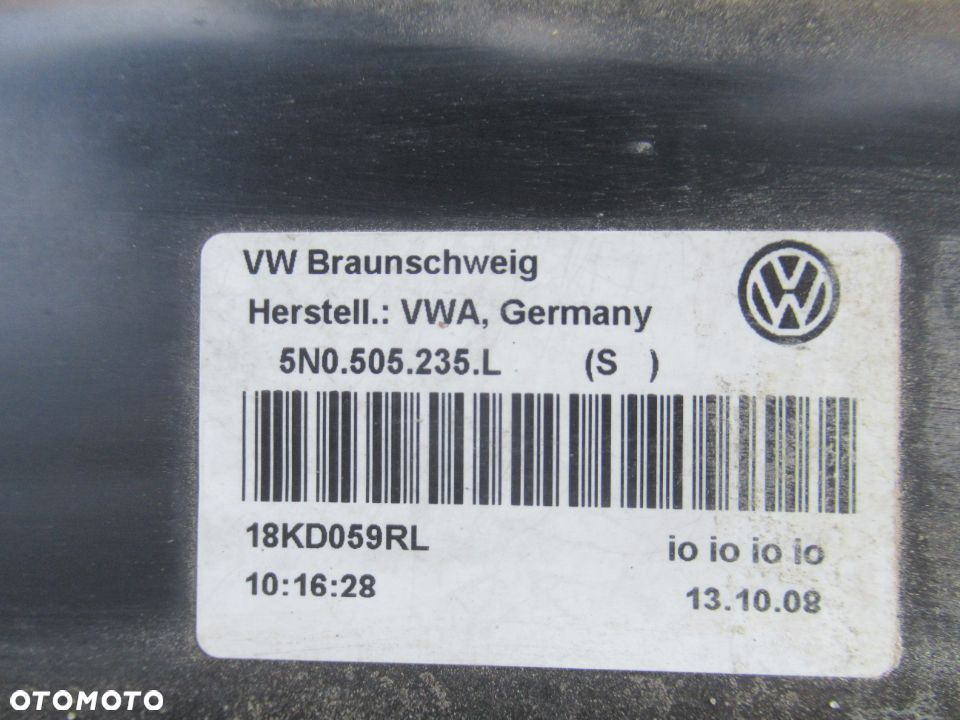 VW Braunschweig
Herstell.: VWA, Germany
5N0.505.235.L (S )
18KD059RL io io io io
10:16:28 13.10.08
OTOMOTO